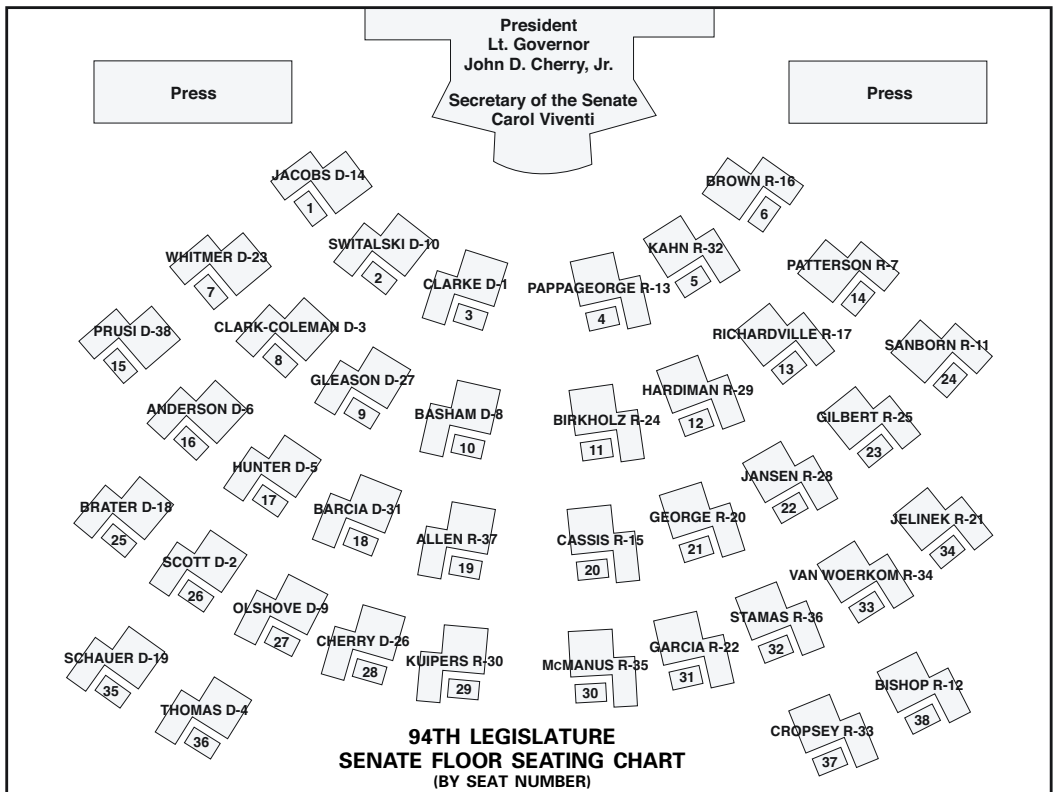 President
Lt. Governor
John D. Cherry, Jr.
Secretary of the Senate
Carol Viventi
Press
Press
JACOBS D-14
1
SWITALSKI D-10
2
CLARKE D-1
3
PAPPAGEORGE R-13
4
KAHN R-32
5
BROWN R-16
6
WHITMER D-23
7
CLARK-COLEMAN D-3
8
GLEASON D-27
9
BASHAM D-8
10
BIRKHOLZ R-24
11
HARDIMAN R-29
12
RICHARDVILLE R-17
13
PATTERSON R-7
14
PRUSI D-38
15
ANDERSON D-6
16
HUNTER D-5
17
BARCIA D-31
18
ALLEN R-37
19
CASSIS R-15
20
GEORGE R-20
21
JANSEN R-28
22
GILBERT R-25
23
SANBORN R-11
24
BRATER D-18
25
SCOTT D-2
26
OLSHOVE D-9
27
CHERRY D-26
28
KUIPERS R-30
29
McMANUS R-35
30
GARCIA R-22
31
STAMAS R-36
32
VAN WOERKOM R-34
33
JELINEK R-21
34
SCHAUER D-19
35
THOMAS D-4
36
CROPSEY R-33
37
BISHOP R-12
38
94TH LEGISLATURE
SENATE FLOOR SEATING CHART
(BY SEAT NUMBER)